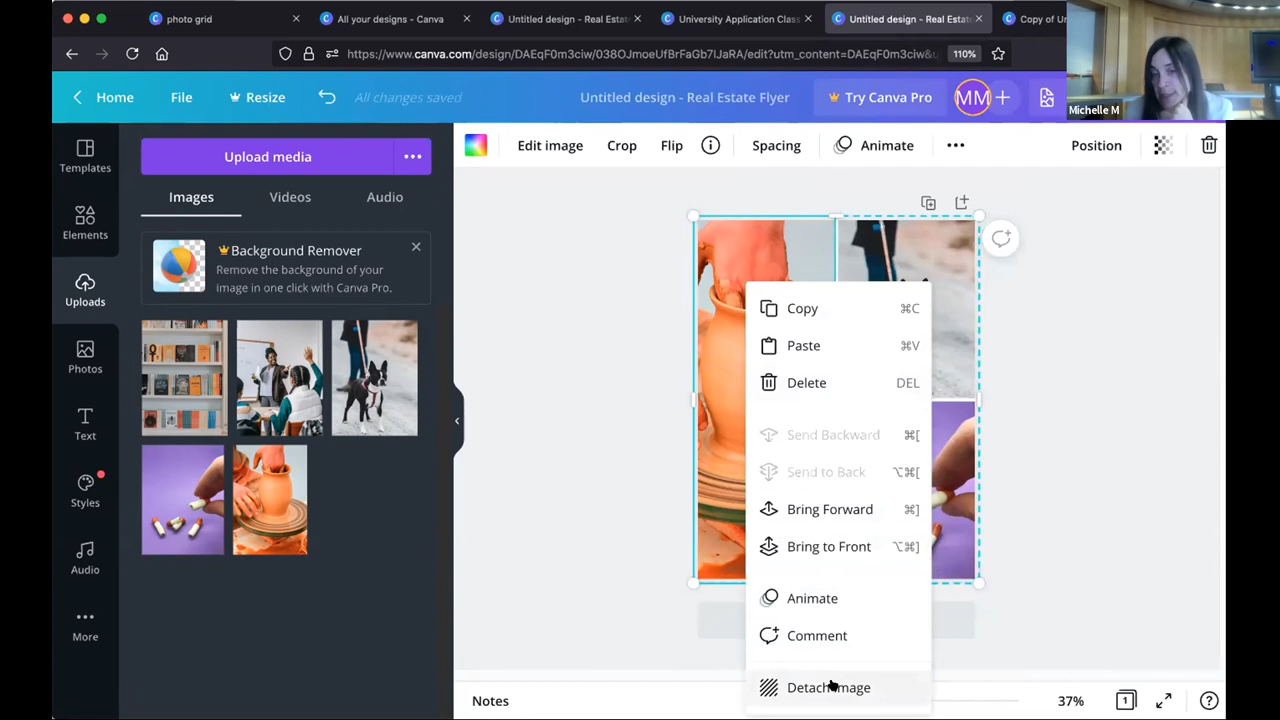 photo grid
All your designs - Canva
Untitled design - Real Estate
University Application Class
Untitled design - Real Estate
Copy of Un
https://www.canva.com/design/DAEqF0m3ciw/038OJmoeUfBrFaGb7IJaRA/edit?utm_content=DAEqF0m3ciw&u
110%
Michelle M
Home
File
Resize
All changes saved
Untitled design - Real Estate Flyer
Try Canva Pro
MM
Templates
Elements
Uploads
Photos
Text
Styles
Audio
More
Upload media
Images
Videos
Audio
Background Remover
Remove the background of your
image in one click with Canva Pro.
Edit image
Crop
Flip
Spacing
Animate
Position
Copy ⌘C
Paste ⌘V
Delete DEL
Send Backward ⌘[
Send to Back ⌥⌘[
Bring Forward ⌘]
Bring to Front ⌥⌘]
Animate
Comment
Detach image
Notes
37%
1
?